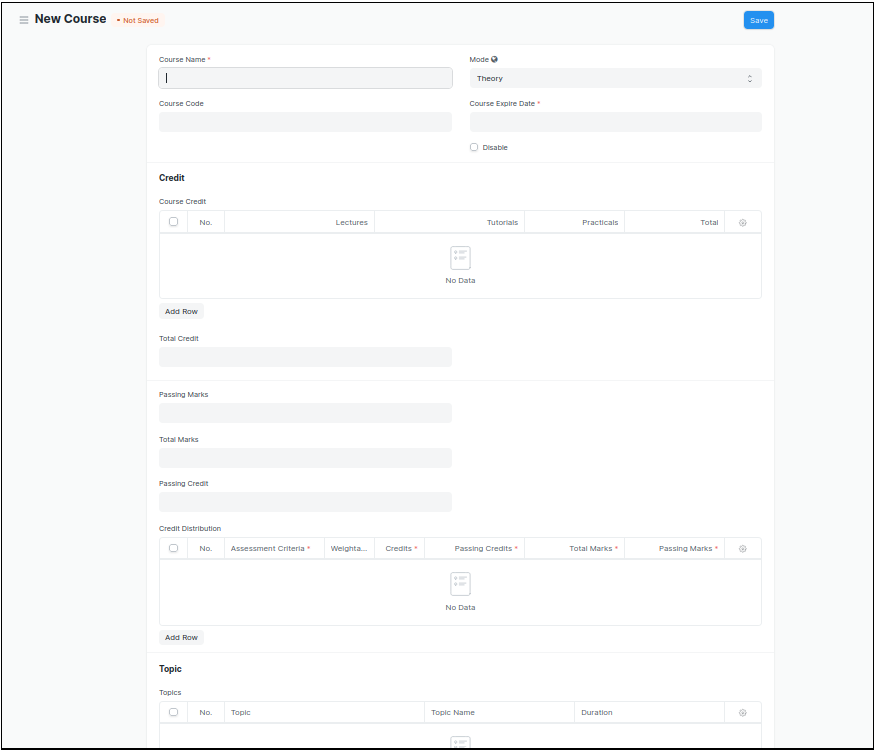 New Course • Not Saved Save
Course Name * Mode
Theory
Course Code Course Expire Date *
Disable
Credit
Course Credit
No. Lectures Tutorials Practicals Total
No Data
Add Row
Total Credit
Passing Marks
Total Marks
Passing Credit
Credit Distribution
No. Assessment Criteria * Weighta... Credits * Passing Credits * Total Marks * Passing Marks *
No Data
Add Row
Topic
Topics
No. Topic Topic Name Duration